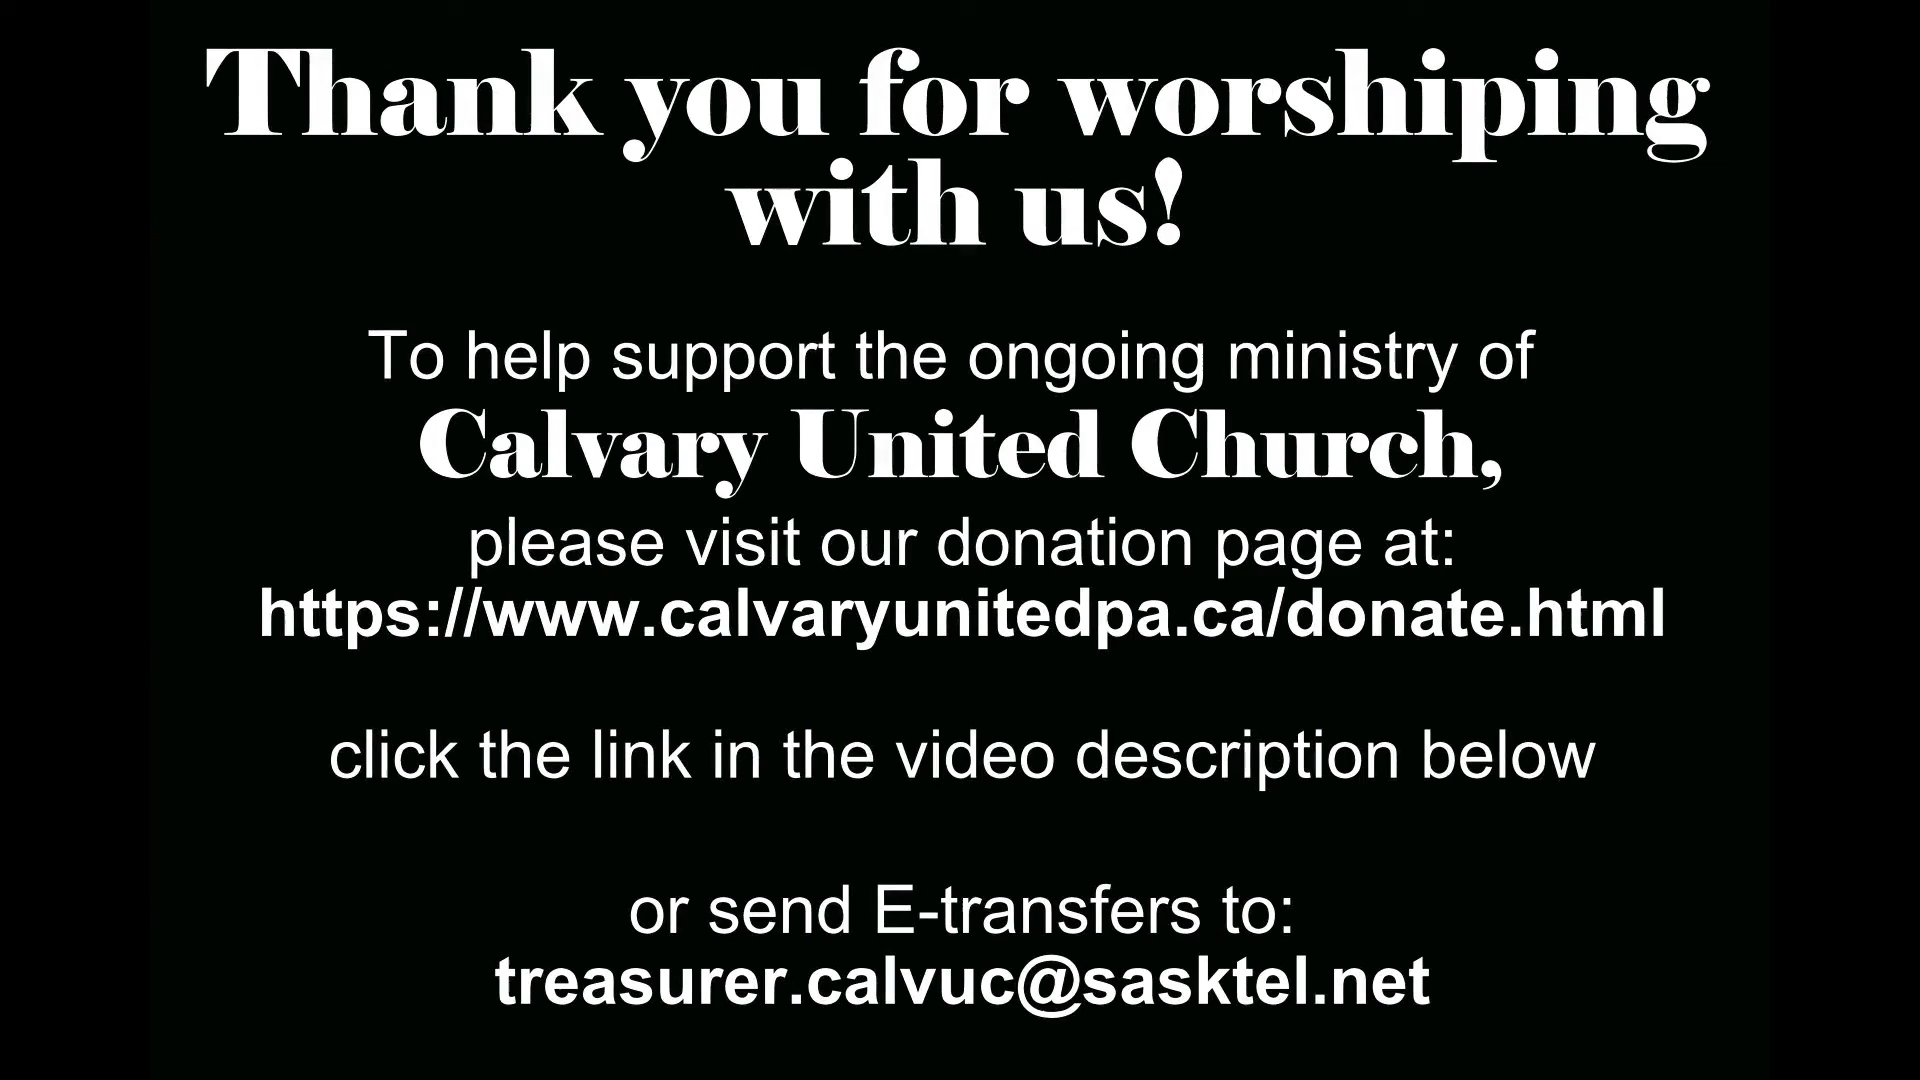 Thank you for worshiping
with us!
To help support the ongoing ministry of
Calvary United Church,
please visit our donation page at:
https://www.calvaryunitedpa.ca/donate.html
click the link in the video description below
or send E-transfers to:
treasurer.calvuc@sasktel.net